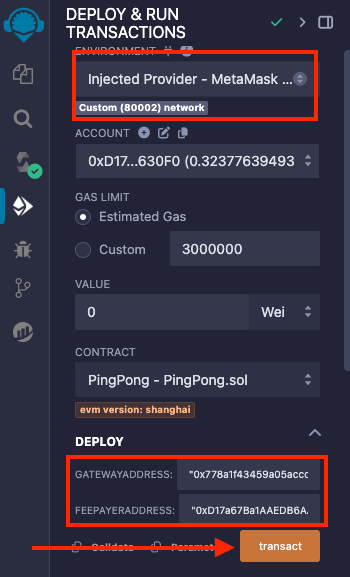 DEPLOY & RUN
TRANSACTIONS
ENVIRONMENT
Injected Provider - MetaMask ...
Custom (80002) network
ACCOUNT
0xD17...630F0 (0.32377639493
GAS LIMIT
Estimated Gas
Custom 3000000
VALUE
0 Wei
CONTRACT
PingPong - PingPong.sol
evm version: shanghai
DEPLOY
GATEWAYADDRESS: "0x778a1f43459a05accc
FEEPAYERADDRESS: "0xD17a67Ba1AAEDB6A
Calldata Parameters transact